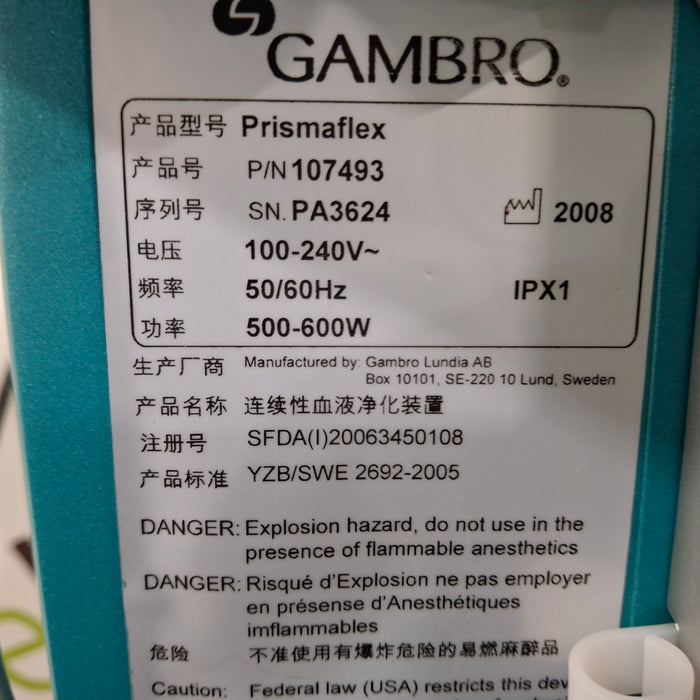 GAMBRO®
产品型号 Prismaflex
产品号 P/N 107493
序列号 SN. PA3624 2008
电压 100-240V~
频率 50/60Hz IPX1
功率 500-600W
生产厂商 Manufactured by: Gambro Lundia AB
Box 10101, SE-220 10 Lund, Sweden
产品名称 连续性血液净化装置
注册号 SFDA(I)20063450108
产品标准 YZB/SWE 2692-2005
DANGER: Explosion hazard, do not use in the
presence of flammable anesthetics
DANGER: Risqué d'Explosion ne pas employer
en présense d'Anesthétiques
imflammables
危险 不准使用有爆炸危险的易燃麻醉品
Caution: Federal law (USA) restricts this